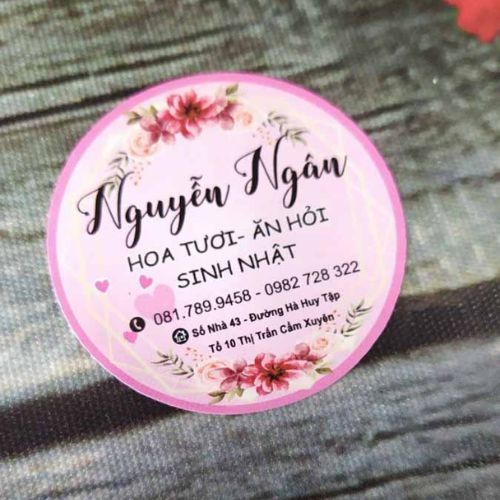 Nguyễn Ngân
HOA TƯƠI- ĂN HỎI
SINH NHẬT
081.789.9458 - 0982 728 322
Số Nhà 43 - Đường Hà Huy Tập
Tổ 10 Thị Trấn Cẩm Xuyên